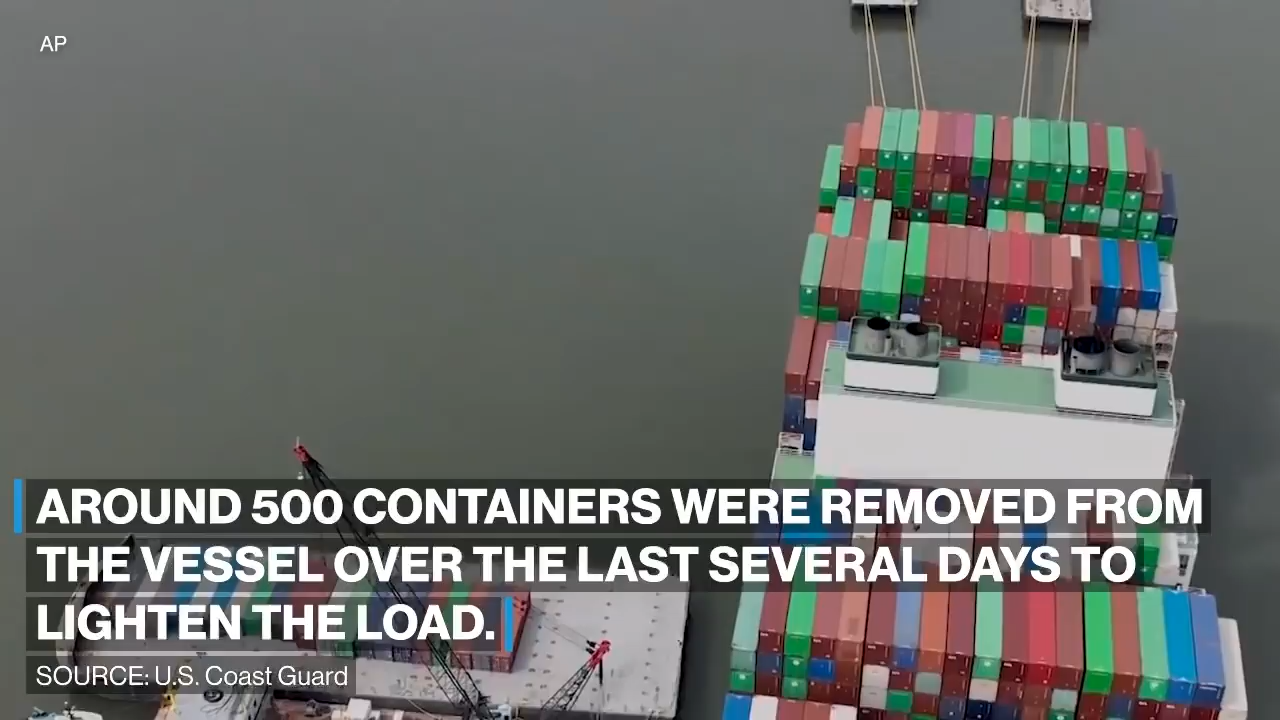 AP
AROUND 500 CONTAINERS WERE REMOVED FROM
THE VESSEL OVER THE LAST SEVERAL DAYS TO
LIGHTEN THE LOAD.
SOURCE: U.S. Coast Guard